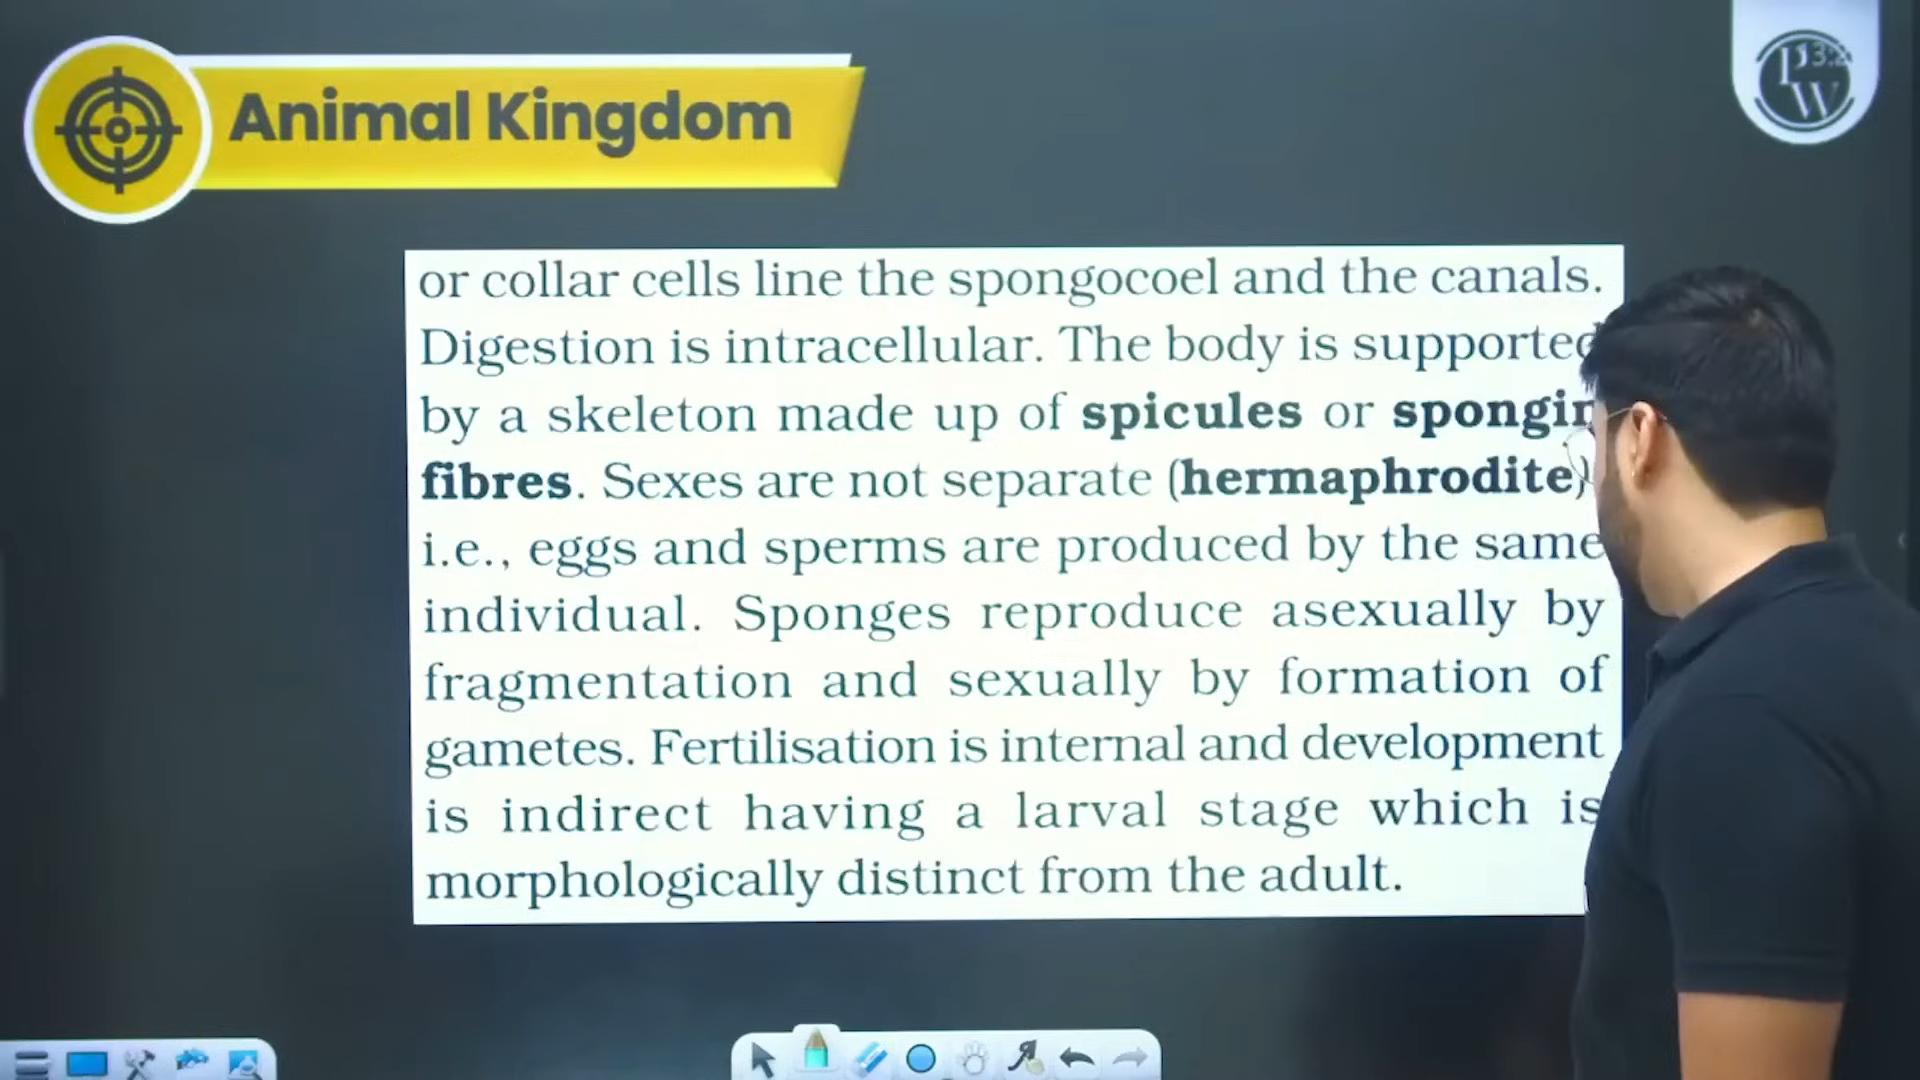 Animal Kingdom
PW
or collar cells line the spongocoel and the canals.
Digestion is intracellular. The body is supported
by a skeleton made up of spicules or spongin
fibres. Sexes are not separate (hermaphrodite)
i.e., eggs and sperms are produced by the same
individual. Sponges reproduce asexually by
fragmentation and sexually by formation of
gametes. Fertilisation is internal and development
is indirect having a larval stage which is
morphologically distinct from the adult.